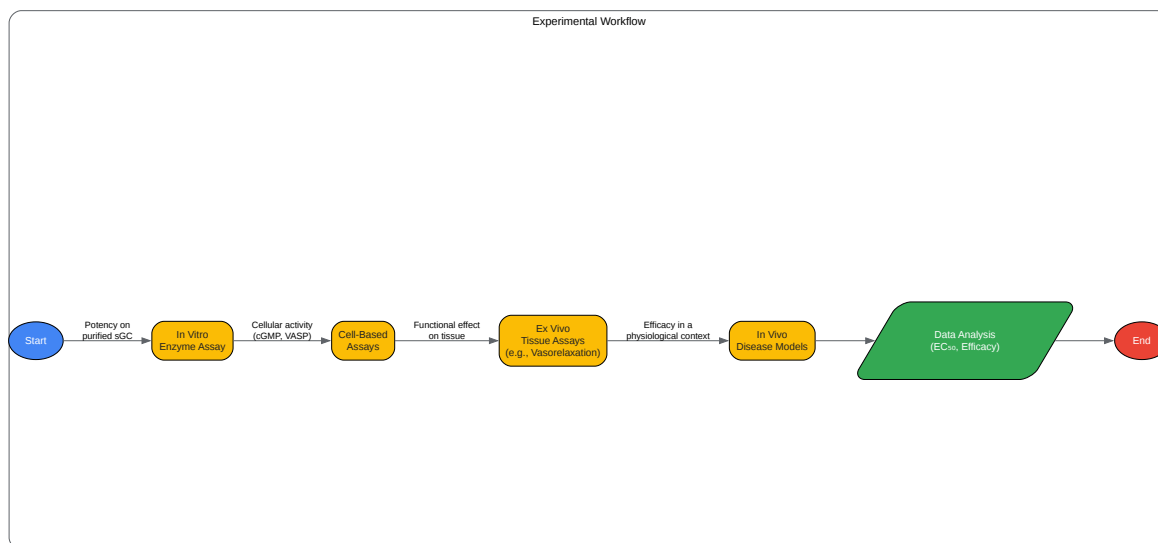 Experimental Workflow
Start
Potency on
purified sGC
In Vitro
Enzyme Assay
Cellular activity
(cGMP, VASP)
Cell-Based
Assays
Functional effect
on tissue
Ex Vivo
Tissue Assays
(e.g., Vasorelaxation)
Efficacy in a
physiological context
In Vivo
Disease Models
Data Analysis
(EC₅₀, Efficacy)
End